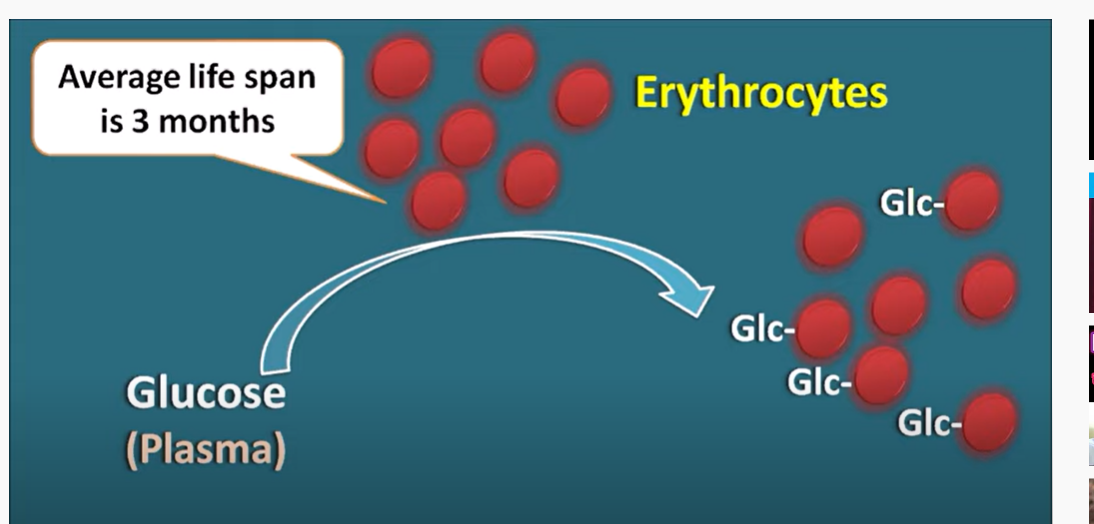 Average life span
is 3 months
Erythrocytes
Glc-
Glc-
Glc-
Glc-
Glucose
(Plasma)